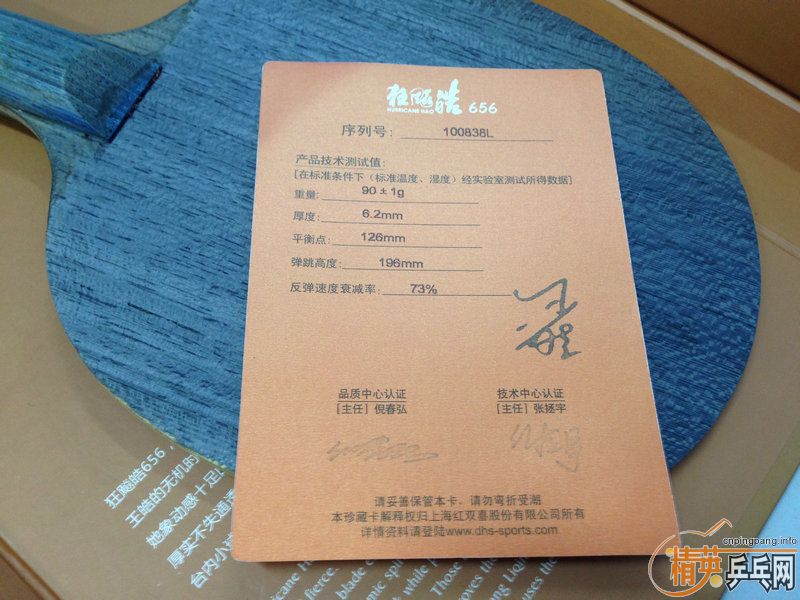 狂飚皓 656
HURRICANE HAO
序列号: 100838L
产品技术测试值:
[在标准条件下（标准温度、湿度）经实验室测试所得数据]
重量: 90±1g
厚度: 6.2mm
平衡点: 126mm
弹跳高度: 196mm
反弹速度衰减率: 73%
王皓
品质中心认证
[主任] 倪春弘
技术中心认证
[主任] 张拯宇
请妥善保管本卡、请勿弯折受潮
本珍藏卡解释权归上海红双喜股份有限公司所有
详情资料请登陆www.dhs-sports.com
狂飚皓656
王皓的无机时
她象动感十足
厚实不失通透
台内小
cnpingpang.info
精英乒乓网